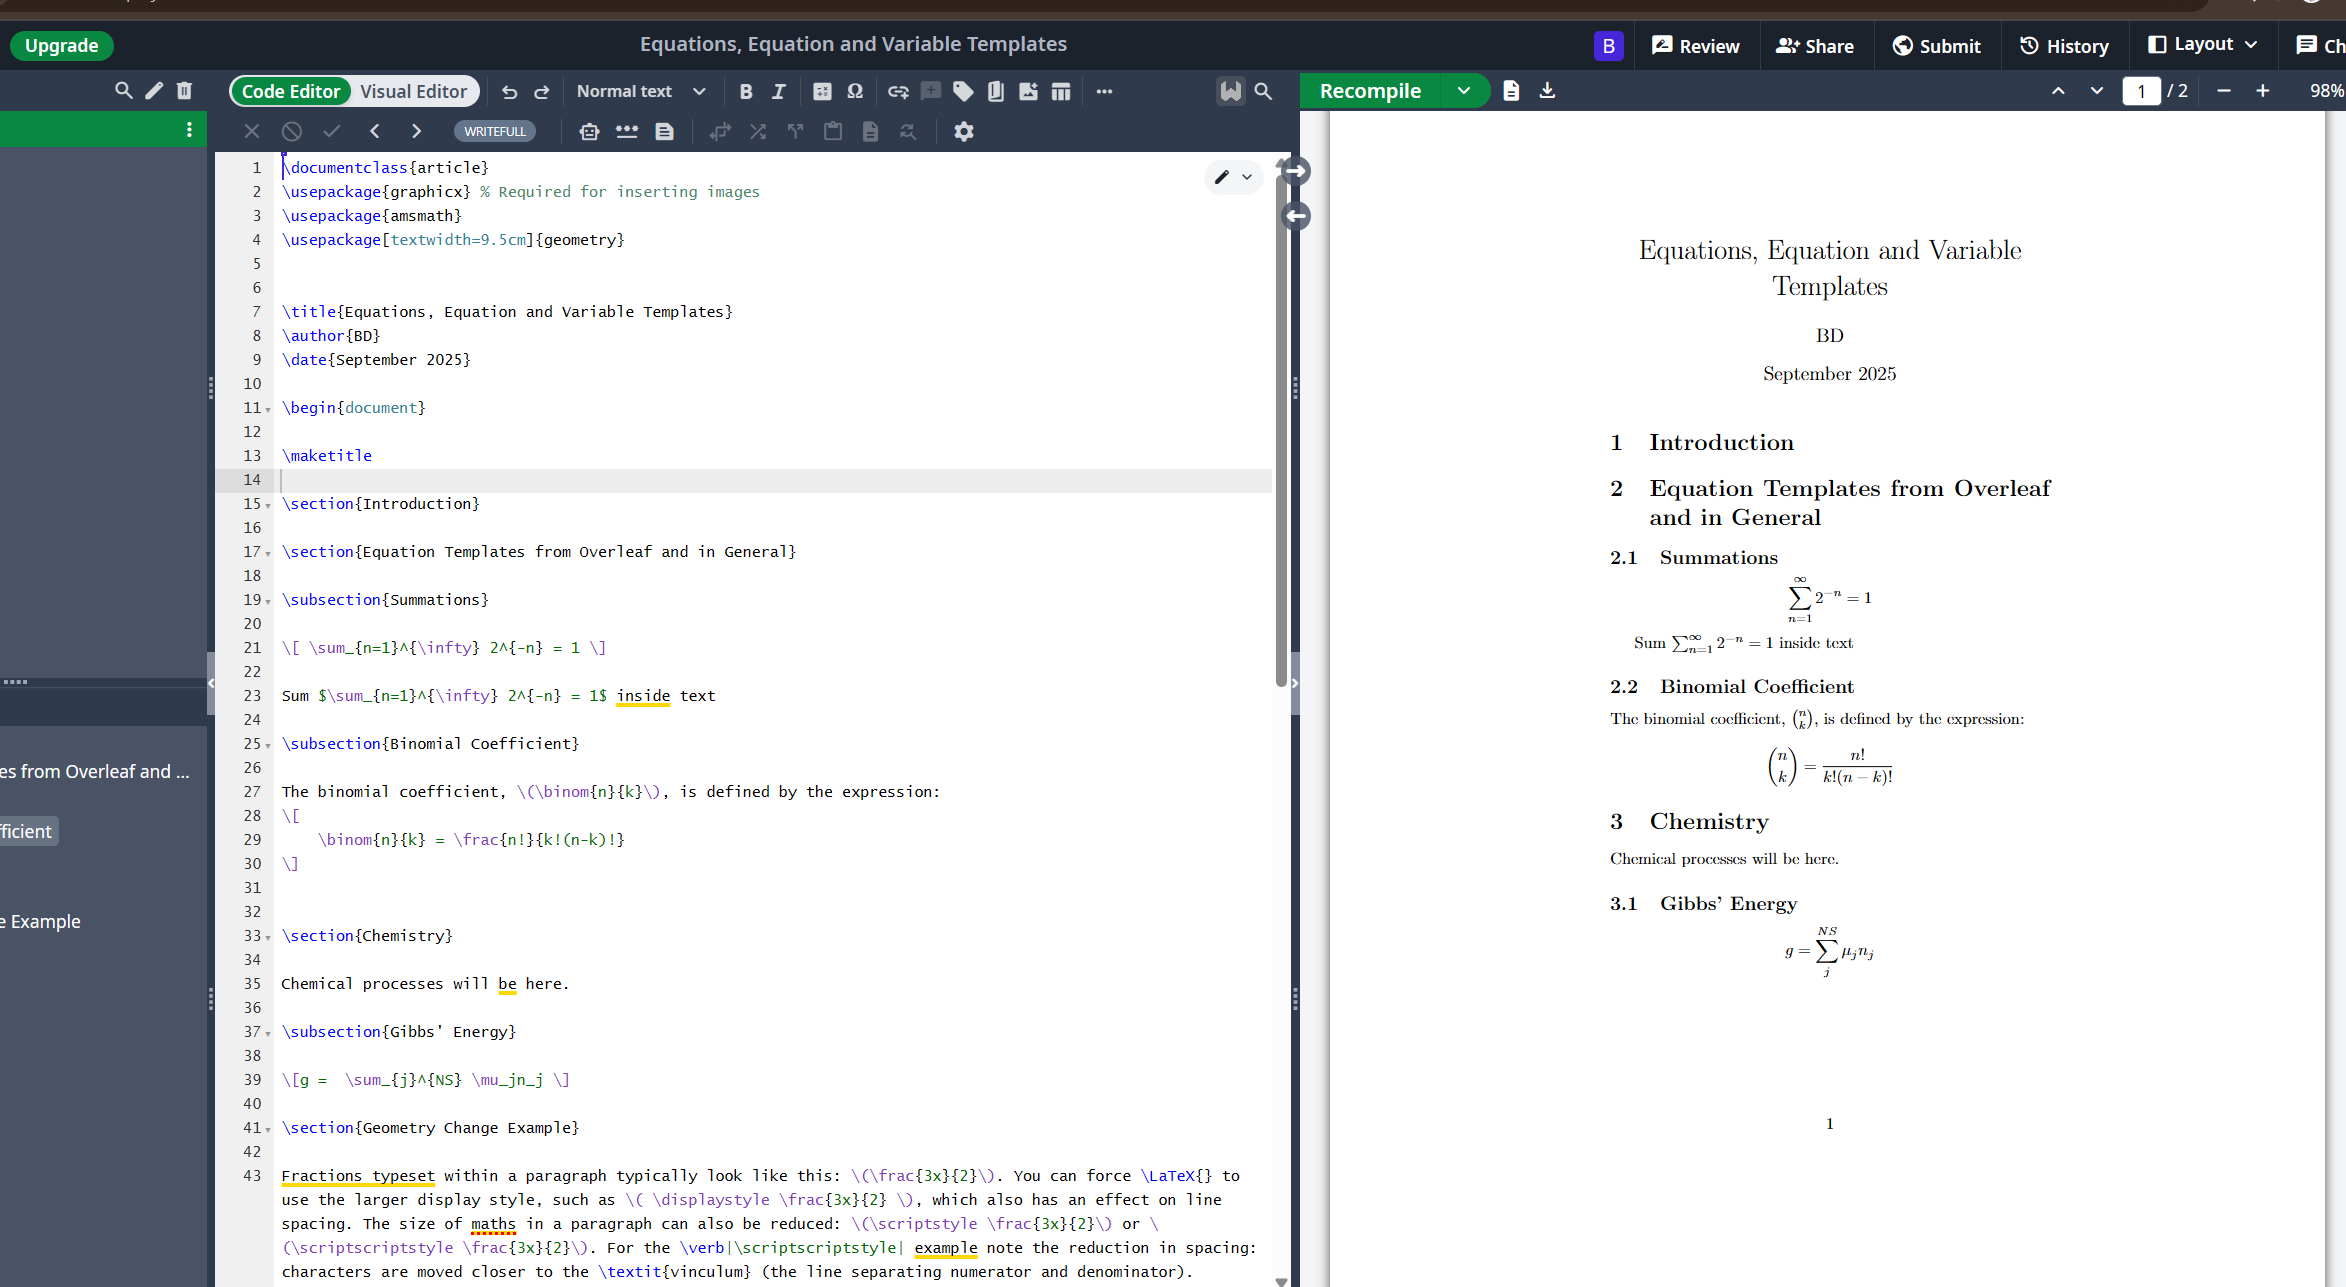 Upgrade
Equations, Equation and Variable Templates
B
Review
Share
Submit
History
Layout
Ch
Code Editor
Visual Editor
Normal text
B
I
Ω
Recompile
1
/ 2
98%
WRITEFULL
es from Overleaf and ...
fficient
e Example
1 \documentclass{article}
2 \usepackage{graphicx} % Required for inserting images
3 \usepackage{amsmath}
4 \usepackage[textwidth=9.5cm]{geometry}
5
6
7 \title{Equations, Equation and Variable Templates}
8 \author{BD}
9 \date{September 2025}
10
11 \begin{document}
12
13 \maketitle
14
15 \section{Introduction}
16
17 \section{Equation Templates from Overleaf and in General}
18
19 \subsection{Summations}
20
21 \[ \sum_{n=1}^{\infty} 2^{-n} = 1 \]
22
23 Sum $\sum_{n=1}^{\infty} 2^{-n} = 1$ inside text
24
25 \subsection{Binomial Coefficient}
26
27 The binomial coefficient, \(\binom{n}{k}\), is defined by the expression:
28 \[
29 \binom{n}{k} = \frac{n!}{k!(n-k)!}
30 \]
31
32
33 \section{Chemistry}
34
35 Chemical processes will be here.
36
37 \subsection{Gibbs' Energy}
38
39 \[g =  \sum_{j}^{NS} \mu_jn_j \]
40
41 \section{Geometry Change Example}
42
43 Fractions typeset within a paragraph typically look like this: \(\frac{3x}{2}\). You can force \LaTeX{} to
use the larger display style, such as \( \displaystyle \frac{3x}{2} \), which also has an effect on line
spacing. The size of maths in a paragraph can also be reduced: \(\scriptstyle \frac{3x}{2}\) or \
(\scriptscriptstyle \frac{3x}{2}\). For the \verb|\scriptscriptstyle| example note the reduction in spacing:
characters are moved closer to the \textit{vinculum} (the line separating numerator and denominator).
Equations, Equation and Variable
Templates
BD
September 2025
1 Introduction
2 Equation Templates from Overleaf
and in General
2.1 Summations
∞
∑ 2⁻ⁿ = 1
n=1
Sum ∑∞n=1 2⁻ⁿ = 1 inside text
2.2 Binomial Coefficient
The binomial coefficient, (n k), is defined by the expression:
(n k) = n! / k!(n − k)!
3 Chemistry
Chemical processes will be here.
3.1 Gibbs' Energy
NS
g = ∑ μⱼnⱼ
j
1